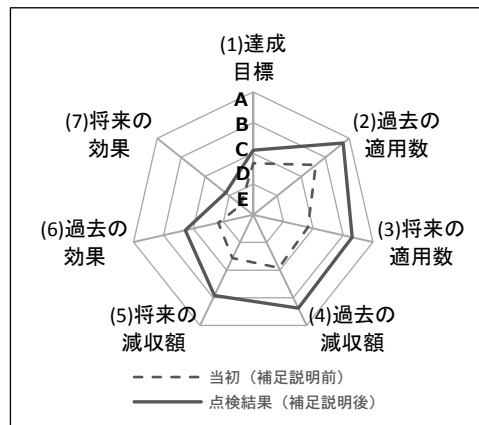 (1)達成
目標
A
B
C
D
E
(2)過去の
適用数
(3)将来の
適用数
(4)過去の
減収額
(5)将来の
減収額
(6)過去の
効果
(7)将来の
効果
当初（補足説明前）
点検結果（補足説明後）